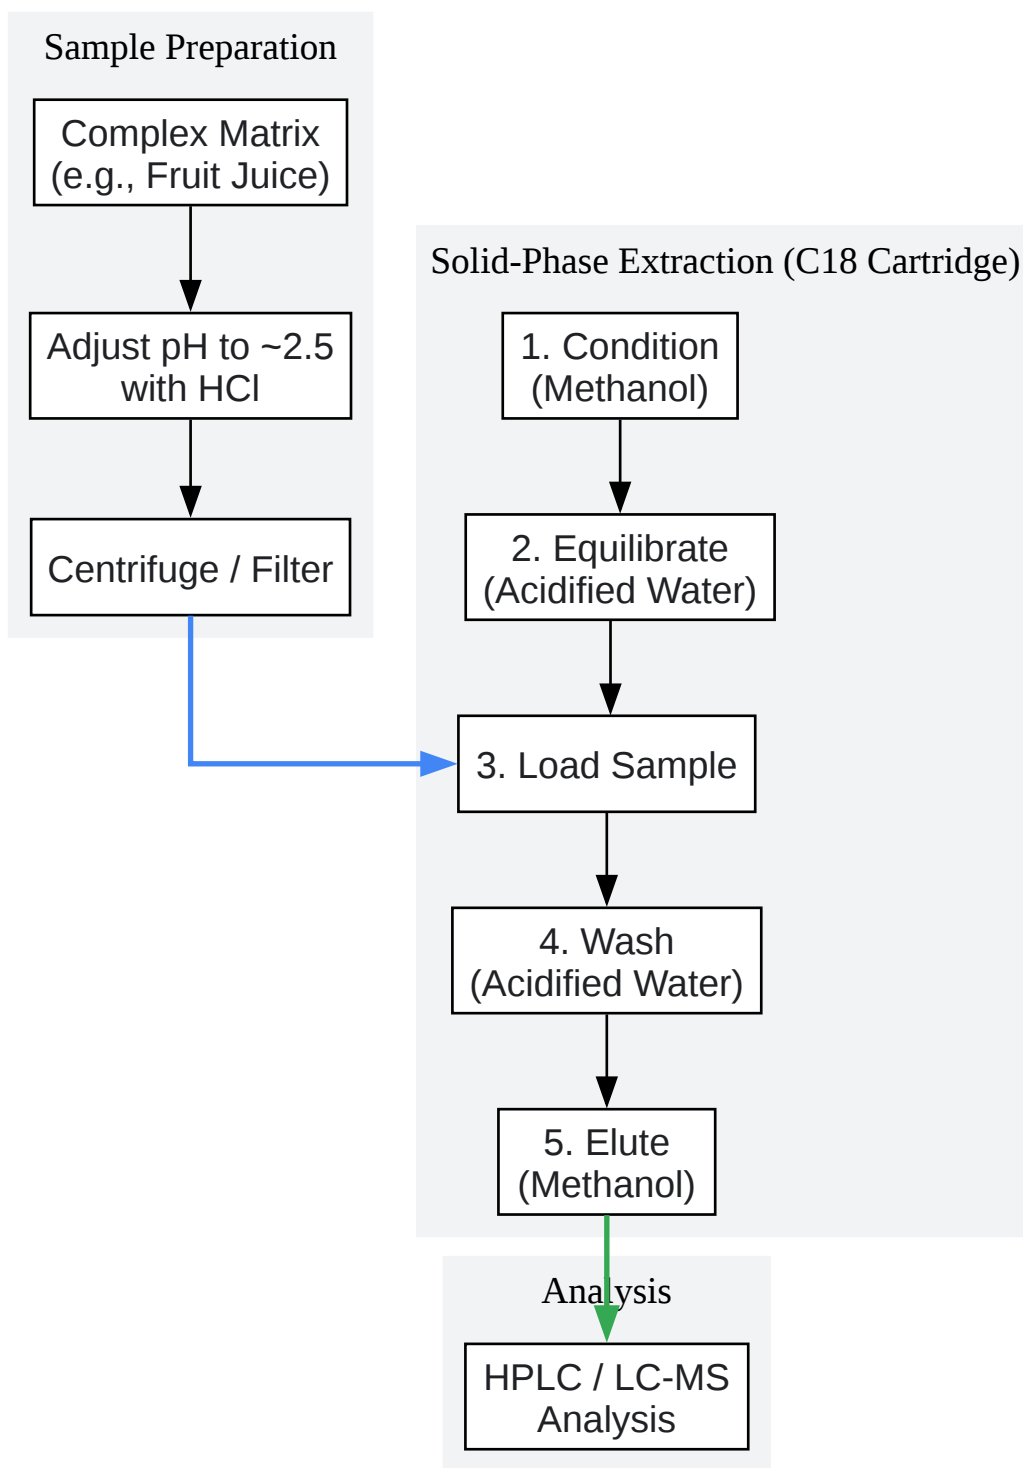 Sample Preparation
Complex Matrix
(e.g., Fruit Juice)
Adjust pH to ~2.5
with HCl
Centrifuge / Filter
Solid-Phase Extraction (C18 Cartridge)
1. Condition
(Methanol)
2. Equilibrate
(Acidified Water)
3. Load Sample
4. Wash
(Acidified Water)
5. Elute
(Methanol)
Analysis
HPLC / LC-MS
Analysis